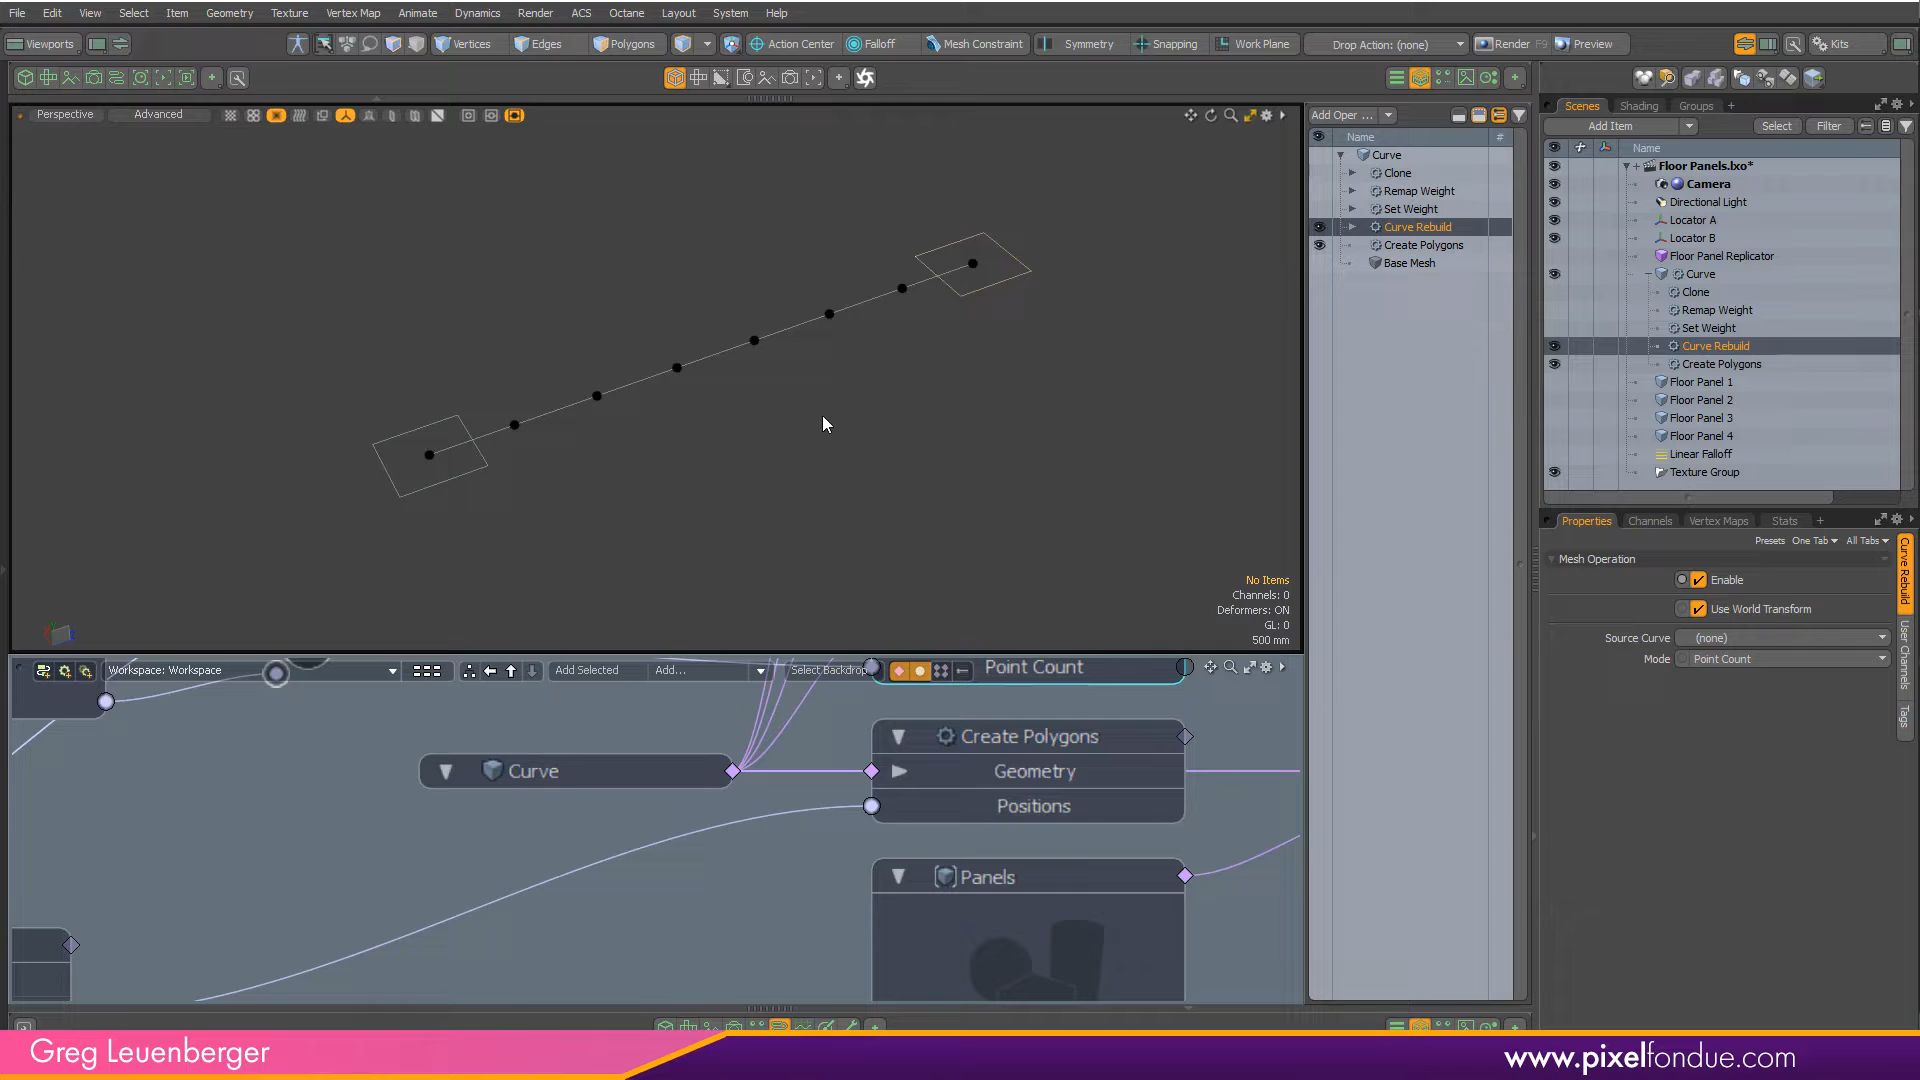 File Edit View Select Item Geometry Texture Vertex Map Animate Dynamics Render ACS Octane Layout System Help
Viewports Vertices Edges Polygons Action Center Falloff Mesh Constraint Symmetry Snapping Work Plane Drop Action: (none) Render F9 Preview Kits
Perspective Advanced
No Items
Channels: 0
Deformers: ON
GL: 0
500 mm
Add Oper ...
Name #
Curve
Clone
Remap Weight
Set Weight
Curve Rebuild
Create Polygons
Base Mesh
Scenes Shading Groups +
Add Item Select Filter
Name
Floor Panels.lxo*
Camera
Directional Light
Locator A
Locator B
Floor Panel Replicator
Curve
Clone
Remap Weight
Set Weight
Curve Rebuild
Create Polygons
Floor Panel 1
Floor Panel 2
Floor Panel 3
Floor Panel 4
Linear Falloff
Texture Group
Properties Channels Vertex Maps Stats +
Presets One Tab All Tabs
Mesh Operation
Enable
Use World Transform
Source Curve (none)
Mode Point Count
Curve Rebuild
User Channels
Tags
Workspace: Workspace Add Selected Add... Select Backdrop
Point Count
Create Polygons
Geometry
Positions
Curve
Panels
Greg Leuenberger
www.pixelfondue.com